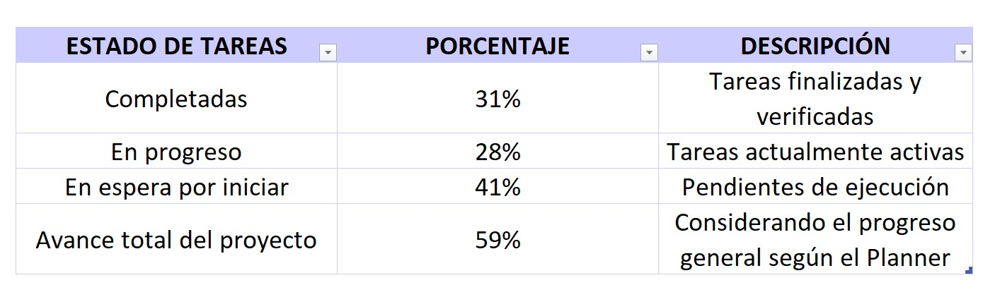 ESTADO DE TAREAS PORCENTAJE DESCRIPCIÓN
Completadas 31% Tareas finalizadas y
verificadas
En progreso 28% Tareas actualmente activas
En espera por iniciar 41% Pendientes de ejecución
Avance total del proyecto 59% Considerando el progreso
general según el Planner